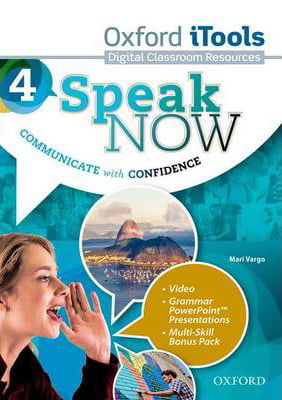 Oxford iTools
Digital Classroom Resources
4
Speak
NOW
COMMUNICATE with CONFIDENCE
Mari Vargo
• Video
• Grammar
PowerPoint™
Presentations
• Multi-Skill
Bonus Pack
OXFORD